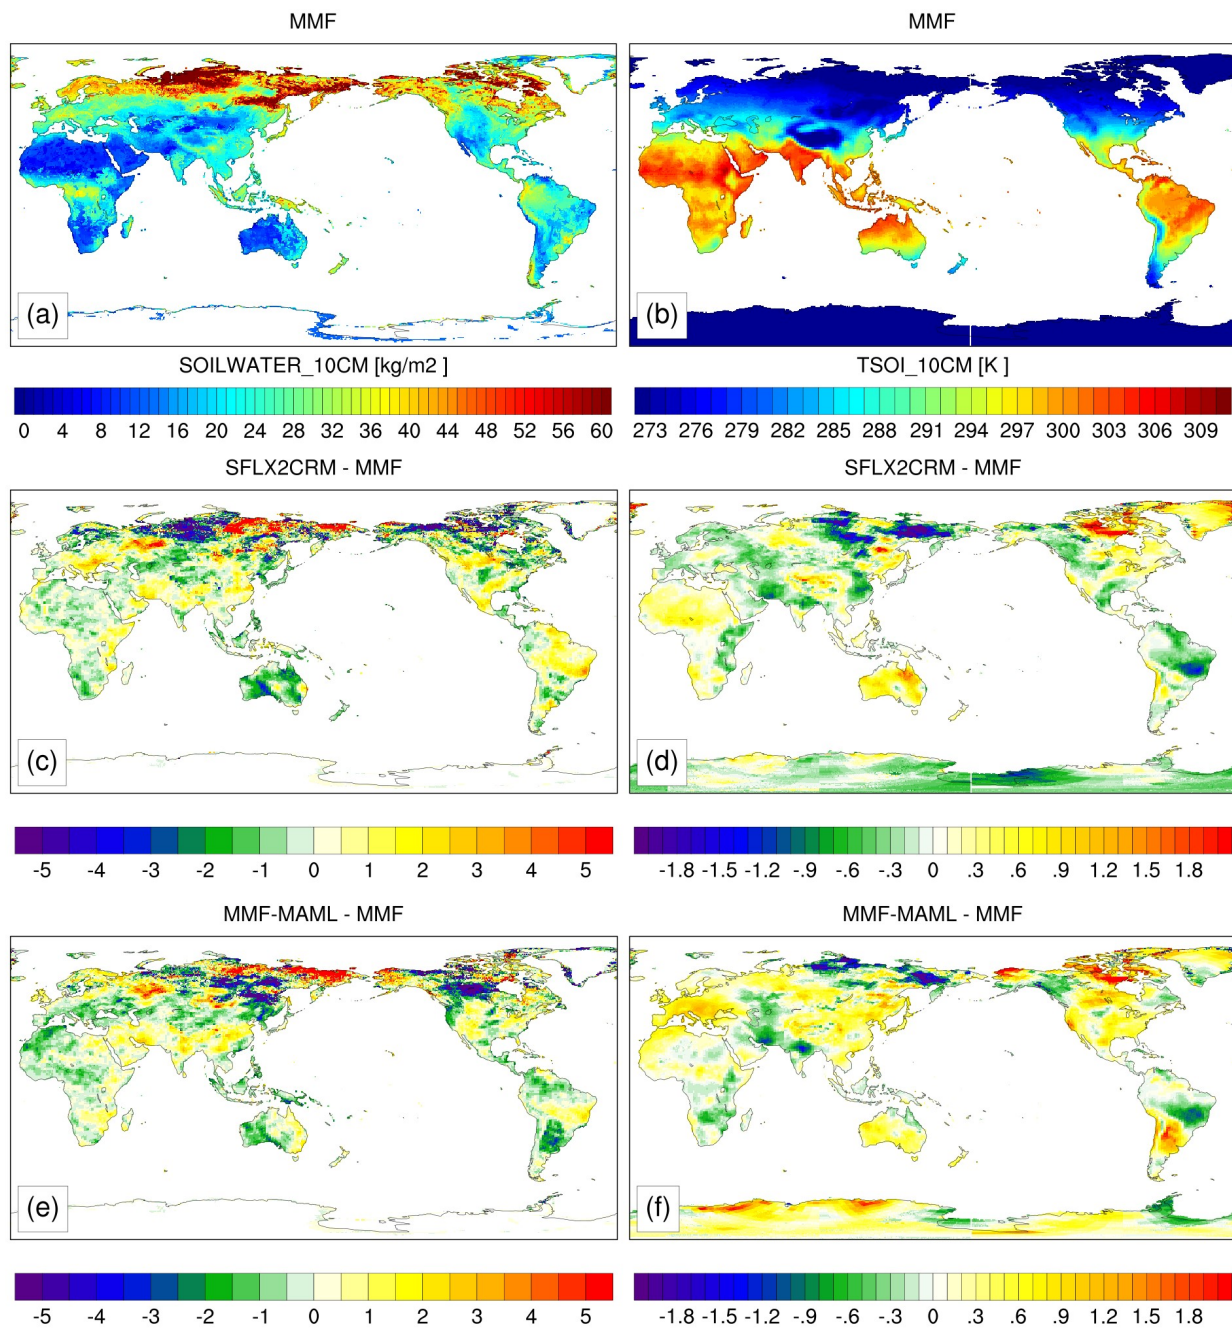 MMF MMF
(a) (b)
SOILWATER_10CM [kg/m2 ] TSOI_10CM [K ]
0 4 8 12 16 20 24 28 32 36 40 44 48 52 56 60 273 276 279 282 285 288 291 294 297 300 303 306 309
SFLX2CRM - MMF SFLX2CRM - MMF
(c) (d)
-5 -4 -3 -2 -1 0 1 2 3 4 5 -1.8 -1.5 -1.2 -.9 -.6 -.3 0 .3 .6 .9 1.2 1.5 1.8
MMF-MAML - MMF MMF-MAML - MMF
(e) (f)
-5 -4 -3 -2 -1 0 1 2 3 4 5 -1.8 -1.5 -1.2 -.9 -.6 -.3 0 .3 .6 .9 1.2 1.5 1.8